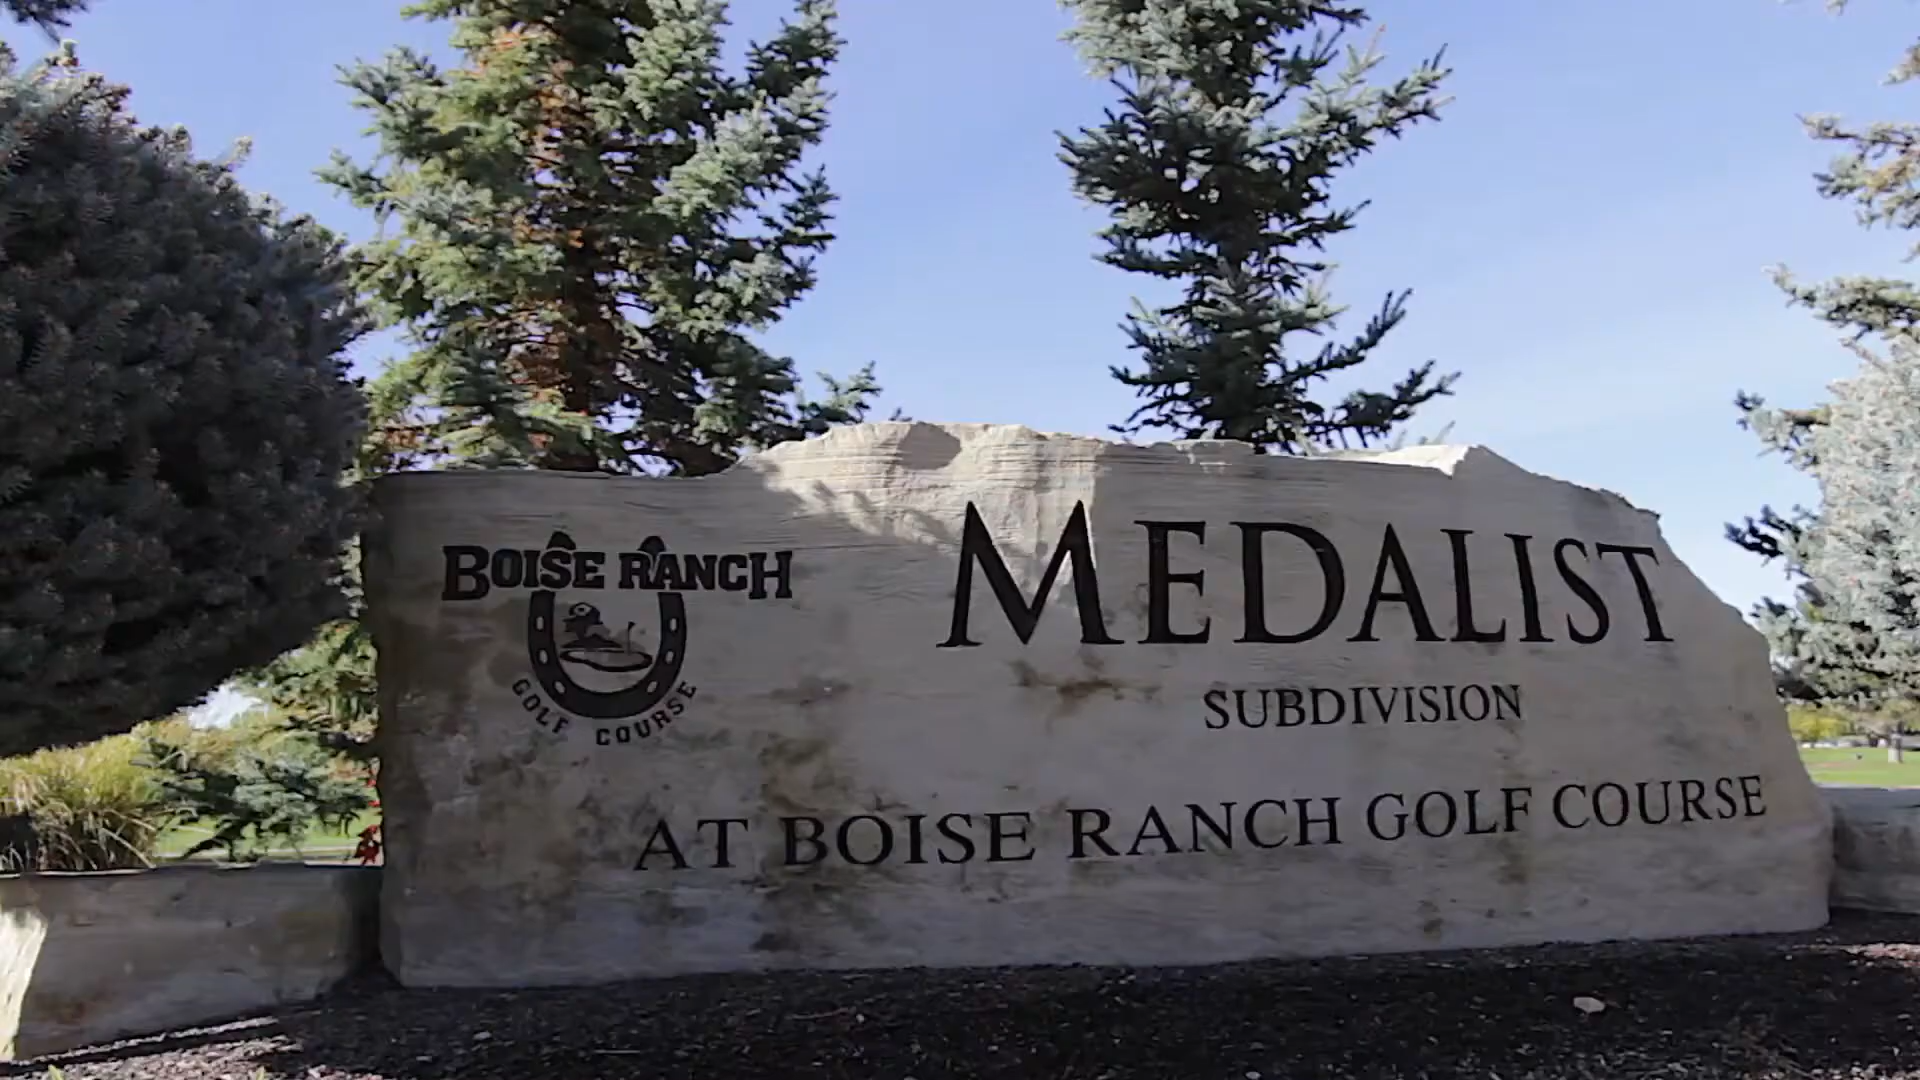 BOISE RANCH
GOLF COURSE
MEDALIST
SUBDIVISION
AT BOISE RANCH GOLF COURSE